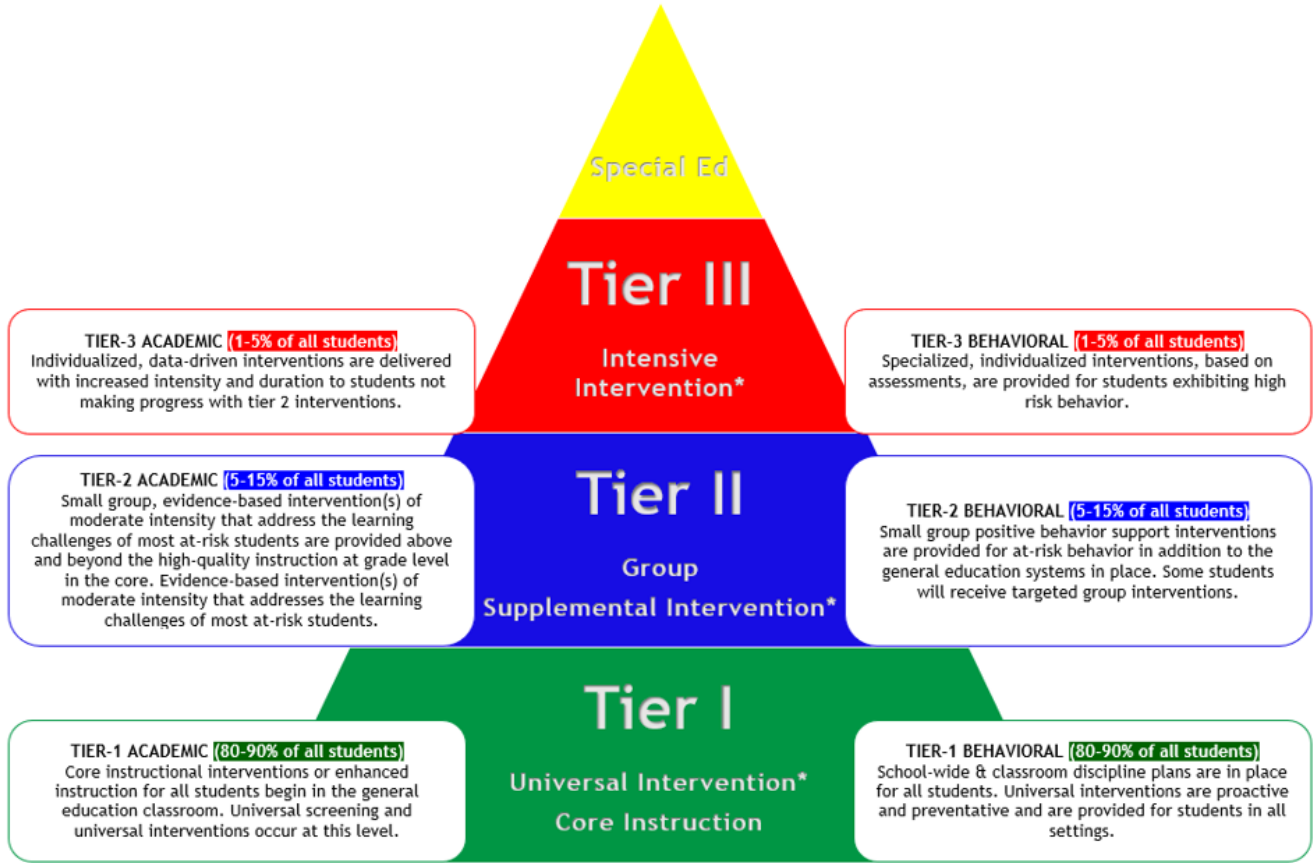 Special Ed
Tier III
Intensive
Intervention*
TIER-3 ACADEMIC (1-5% of all students)
Individualized, data-driven interventions are delivered
with increased intensity and duration to students not
making progress with tier 2 interventions.
TIER-3 BEHAVIORAL (1-5% of all students)
Specialized, individualized interventions, based on
assessments, are provided for students exhibiting high
risk behavior.
Tier II
Group
Supplemental Intervention*
TIER-2 ACADEMIC (5-15% of all students)
Small group, evidence-based intervention(s) of
moderate intensity that address the learning
challenges of most at-risk students are provided above
and beyond the high-quality instruction at grade level
in the core. Evidence-based intervention(s) of
moderate intensity that addresses the learning
challenges of most at-risk students.
TIER-2 BEHAVIORAL (5-15% of all students)
Small group positive behavior support interventions
are provided for at-risk behavior in addition to the
general education systems in place. Some students
will receive targeted group interventions.
Tier I
Universal Intervention*
Core Instruction
TIER-1 ACADEMIC (80-90% of all students)
Core instructional interventions or enhanced
instruction for all students begin in the general
education classroom. Universal screening and
universal interventions occur at this level.
TIER-1 BEHAVIORAL (80-90% of all students)
School-wide & classroom discipline plans are in place
for all students. Universal interventions are proactive
and preventative and are provided for students in all
settings.